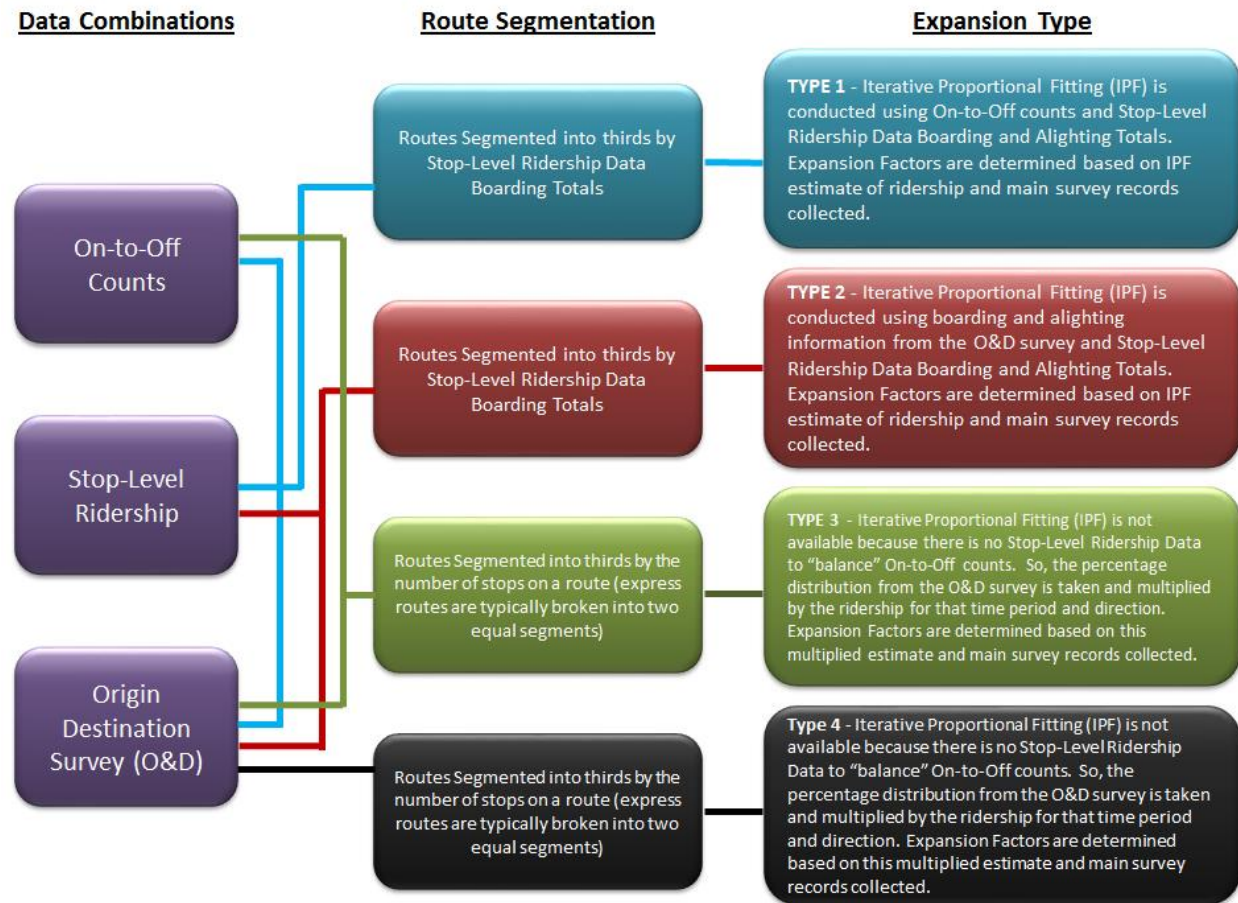 Data Combinations
Route Segmentation
Expansion Type
On-to-Off
Counts
Stop-Level
Ridership
Origin
Destination
Survey (O&D)
Routes Segmented into thirds by
Stop-Level Ridership Data
Boarding Totals
TYPE 1 - Iterative Proportional Fitting (IPF) is
conducted using On-to-Off counts and Stop-Level
Ridership Data Boarding and Alighting Totals.
Expansion Factors are determined based on IPF
estimate of ridership and main survey records
collected.
Routes Segmented into thirds by
Stop-Level Ridership Data
Boarding Totals
TYPE 2 - Iterative Proportional Fitting (IPF) is
conducted using boarding and alighting
information from the O&D survey and Stop-Level
Ridership Data Boarding and Alighting Totals.
Expansion Factors are determined based on IPF
estimate of ridership and main survey records
collected.
Routes Segmented into thirds by the
number of stops on a route (express
routes are typically broken into two
equal segments)
TYPE 3 - Iterative Proportional Fitting (IPF) is not
available because there is no Stop-Level Ridership Data
to “balance” On-to-Off counts. So, the percentage
distribution from the O&D survey is taken and multiplied
by the ridership for that time period and direction.
Expansion Factors are determined based on this
multiplied estimate and main survey records collected.
Routes Segmented into thirds by the
number of stops on a route (express
routes are typically broken into two
equal segments)
Type 4 - Iterative Proportional Fitting (IPF) is not
available because there is no Stop-Level Ridership
Data to “balance” On-to-Off counts. So, the
percentage distribution from the O&D survey is taken
and multiplied by the ridership for that time period
and direction. Expansion Factors are determined
based on this multiplied estimate and main survey
records collected.